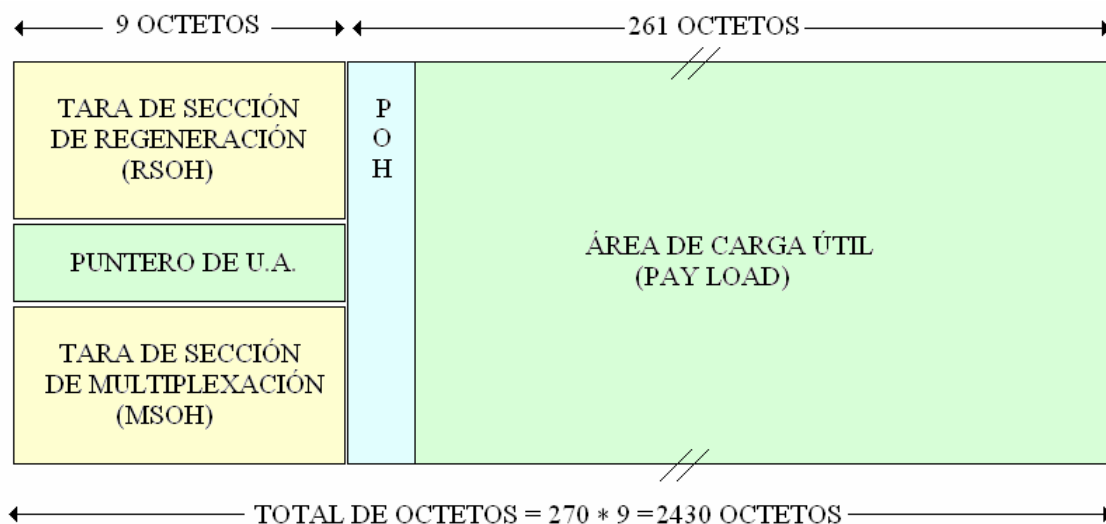 9 OCTETOS
261 OCTETOS
TARA DE SECCIÓN
DE REGENERACIÓN
(RSOH)
P
O
H
PUNTERO DE U.A.
ÁREA DE CARGA ÚTIL
(PAY LOAD)
TARA DE SECCIÓN
DE MULTIPLEXACIÓN
(MSOH)
TOTAL DE OCTETOS = 270 * 9 =2430 OCTETOS